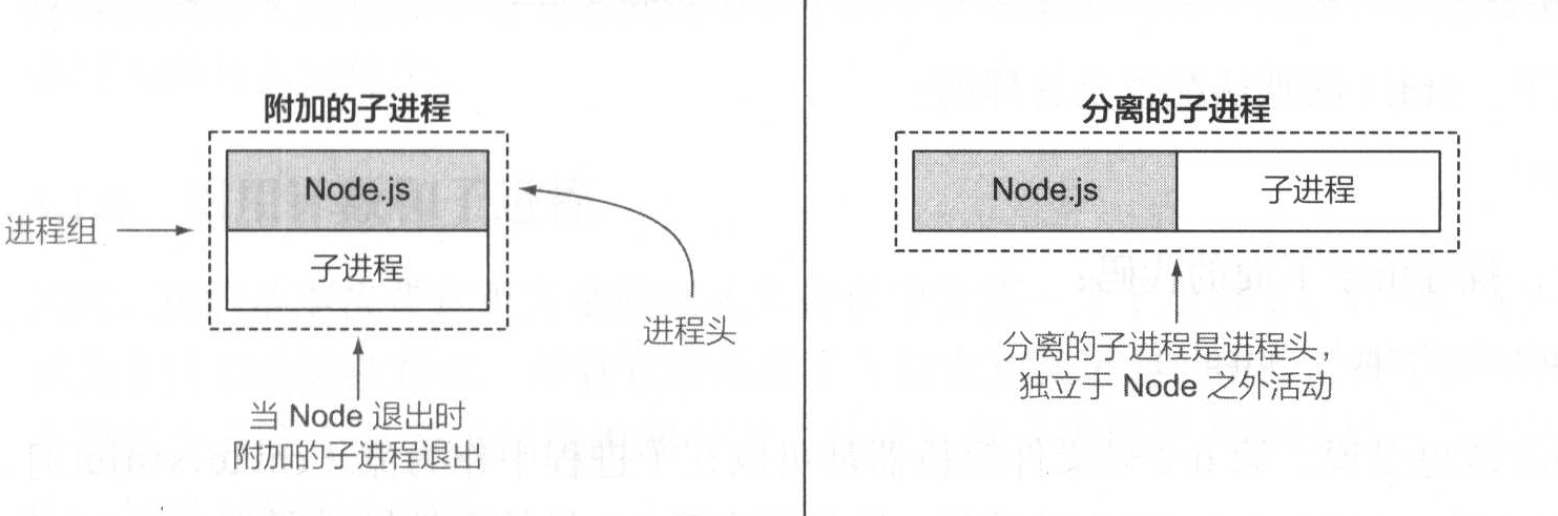 附加的子进程
Node.js
子进程
进程组
进程头
当 Node 退出时
附加的子进程退出
分离的子进程
Node.js
子进程
分离的子进程是进程头，
独立于 Node 之外活动